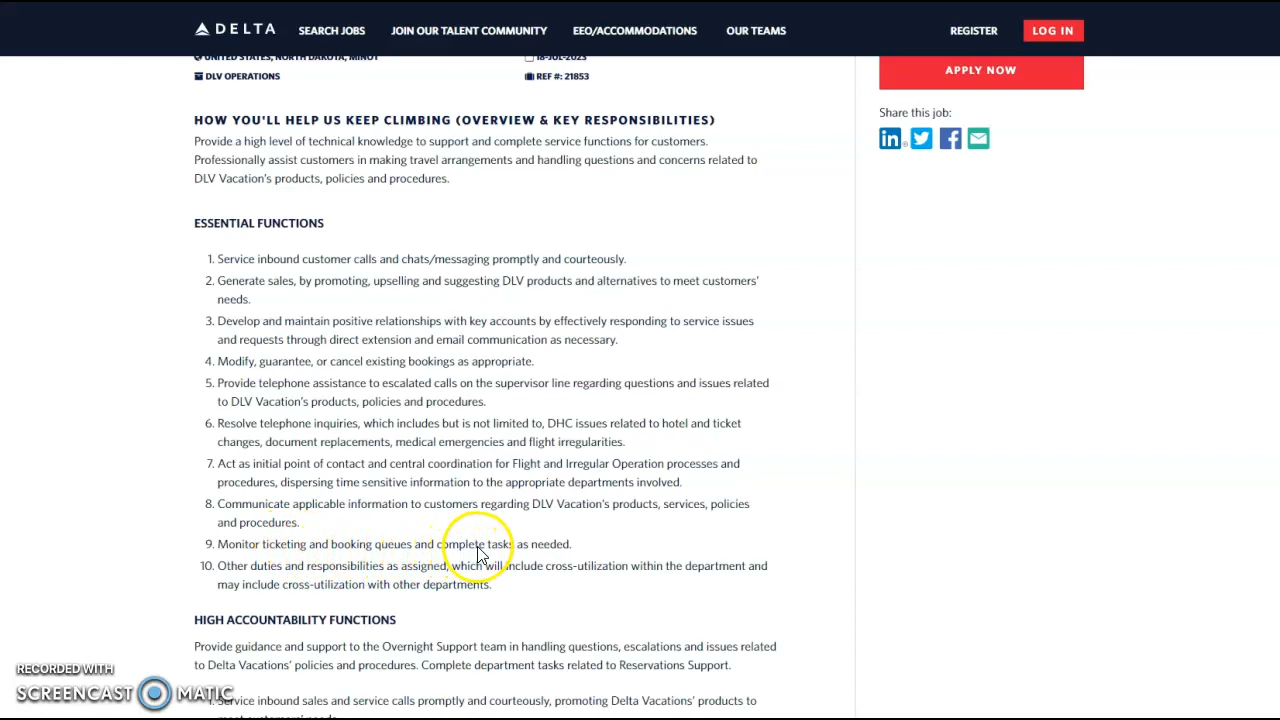 DELTA SEARCH JOBS JOIN OUR TALENT COMMUNITY EEO/ACCOMMODATIONS OUR TEAMS REGISTER LOG IN
UNITED STATES, NORTH DAKOTA, MINOT 18-JUL-2023
DLV OPERATIONS REF #: 21853
APPLY NOW
Share this job:
HOW YOU'LL HELP US KEEP CLIMBING (OVERVIEW & KEY RESPONSIBILITIES)
Provide a high level of technical knowledge to support and complete service functions for customers.
Professionally assist customers in making travel arrangements and handling questions and concerns related to
DLV Vacation's products, policies and procedures.
ESSENTIAL FUNCTIONS
1. Service inbound customer calls and chats/messaging promptly and courteously.
2. Generate sales, by promoting, upselling and suggesting DLV products and alternatives to meet customers'
needs.
3. Develop and maintain positive relationships with key accounts by effectively responding to service issues
and requests through direct extension and email communication as necessary.
4. Modify, guarantee, or cancel existing bookings as appropriate.
5. Provide telephone assistance to escalated calls on the supervisor line regarding questions and issues related
to DLV Vacation's products, policies and procedures.
6. Resolve telephone inquiries, which includes but is not limited to, DHC issues related to hotel and ticket
changes, document replacements, medical emergencies and flight irregularities.
7. Act as initial point of contact and central coordination for Flight and Irregular Operation processes and
procedures, dispersing time sensitive information to the appropriate departments involved.
8. Communicate applicable information to customers regarding DLV Vacation's products, services, policies
and procedures.
9. Monitor ticketing and booking queues and complete tasks as needed.
10. Other duties and responsibilities as assigned, which will include cross-utilization within the department and
may include cross-utilization with other departments.
HIGH ACCOUNTABILITY FUNCTIONS
Provide guidance and support to the Overnight Support team in handling questions, escalations and issues related
to Delta Vacations' policies and procedures. Complete department tasks related to Reservations Support.
1. Service inbound sales and service calls promptly and courteously, promoting Delta Vacations' products to
meet customers' needs.
RECORDED WITH
SCREENCAST MATIC